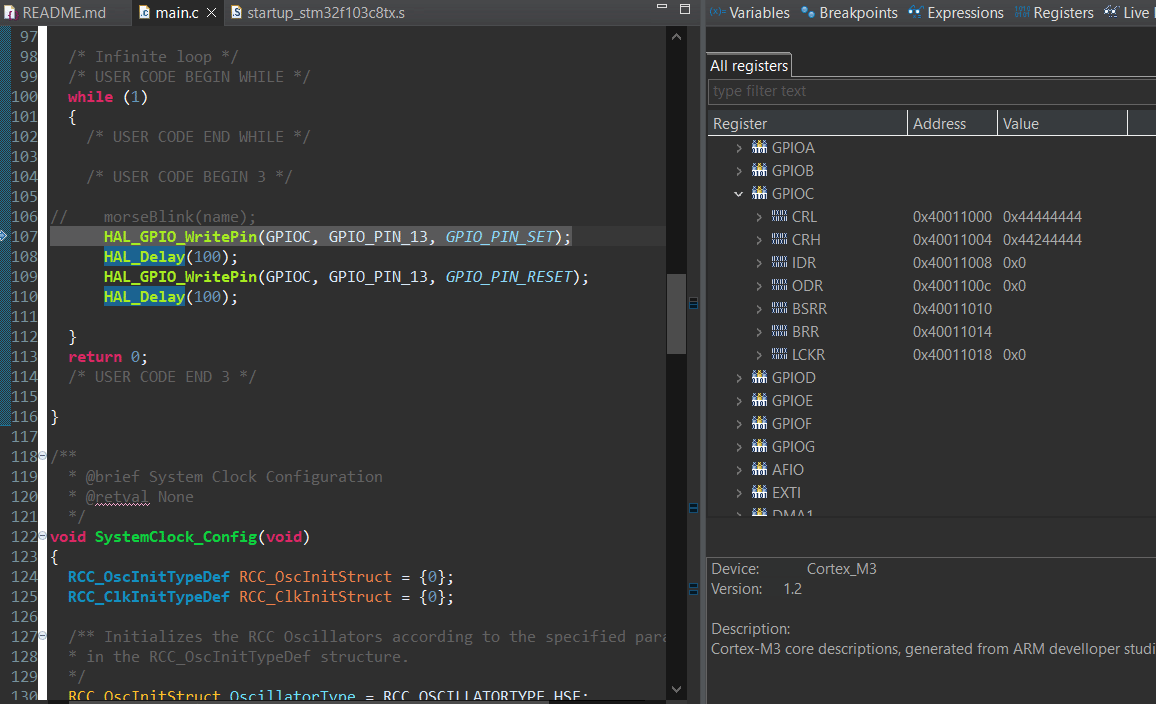 README.md main.c startup_stm32f103c8tx.s
97
98 /* Infinite loop */
99 /* USER CODE BEGIN WHILE */
100 while (1)
101 {
102 /* USER CODE END WHILE */
103
104 /* USER CODE BEGIN 3 */
105
106 // morseBlink(name);
107 HAL_GPIO_WritePin(GPIOC, GPIO_PIN_13, GPIO_PIN_SET);
108 HAL_Delay(100);
109 HAL_GPIO_WritePin(GPIOC, GPIO_PIN_13, GPIO_PIN_RESET);
110 HAL_Delay(100);
111
112 }
113 return 0;
114 /* USER CODE END 3 */
115
116 }
117
118 /**
119 * @brief System Clock Configuration
120 * @retval None
121 */
122 void SystemClock_Config(void)
123 {
124 RCC_OscInitTypeDef RCC_OscInitStruct = {0};
125 RCC_ClkInitTypeDef RCC_ClkInitStruct = {0};
126
127 /** Initializes the RCC Oscillators according to the specified para
128 * in the RCC_OscInitTypeDef structure.
129 */
130 RCC_OscInitStruct.OscillatorType = RCC_OSCILLATORTYPE_HSE;
Variables Breakpoints Expressions Registers Live
All registers
type filter text
Register Address Value
GPIOA
GPIOB
GPIOC
CRL 0x40011000 0x44444444
CRH 0x40011004 0x44244444
IDR 0x40011008 0x0
ODR 0x4001100c 0x0
BSRR 0x40011010
BRR 0x40011014
LCKR 0x40011018 0x0
GPIOD
GPIOE
GPIOF
GPIOG
AFIO
EXTI
DMA1
Device: Cortex_M3
Version: 1.2
Description:
Cortex-M3 core descriptions, generated from ARM develloper studi